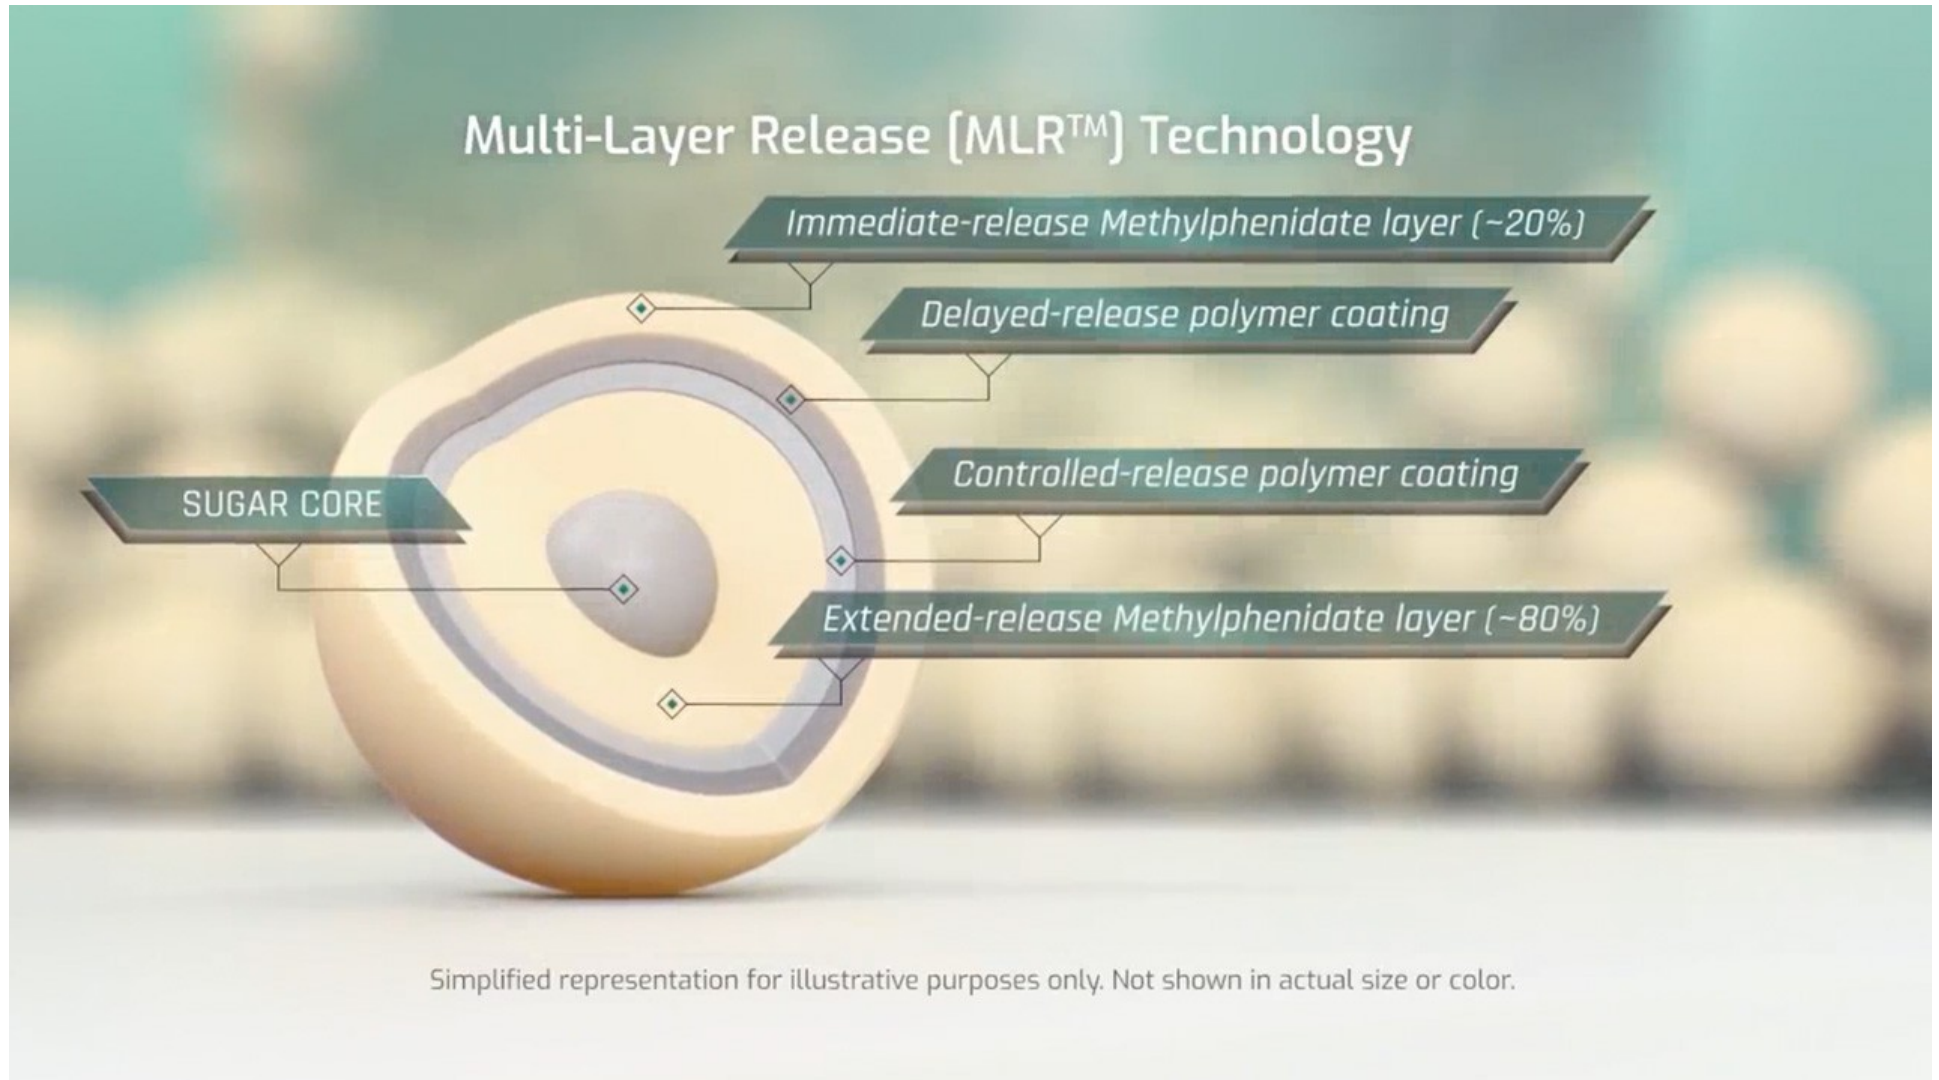 Multi-Layer Release [MLR™] Technology
Immediate-release Methylphenidate layer (~20%)
Delayed-release polymer coating
Controlled-release polymer coating
SUGAR CORE
Extended-release Methylphenidate layer (~80%)
Simplified representation for illustrative purposes only. Not shown in actual size or color.